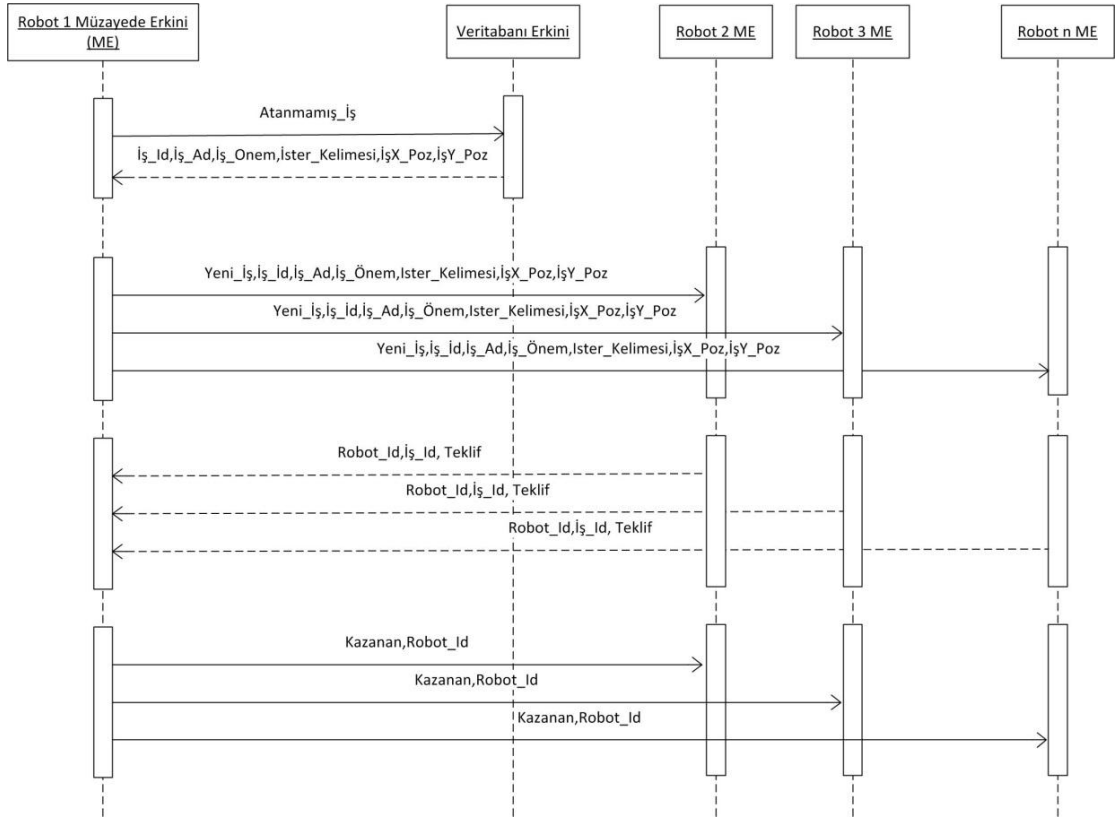 Robot 1 Müzayede Erkini
(ME)
Veritabanı Erkini
Robot 2 ME
Robot 3 ME
Robot n ME
Atanmamış_İş
İş_Id,İş_Ad,İş_Onem,İster_Kelimesi,İşX_Poz,İşY_Poz
Yeni_İş,İş_İd,İş_Ad,İş_Önem,Ister_Kelimesi,İşX_Poz,İşY_Poz
Yeni_İş,İş_İd,İş_Ad,İş_Önem,Ister_Kelimesi,İşX_Poz,İşY_Poz
Yeni_İş,İş_İd,İş_Ad,İş_Önem,Ister_Kelimesi,İşX_Poz,İşY_Poz
Robot_Id,İş_Id, Teklif
Robot_Id,İş_Id, Teklif
Robot_Id,İş_Id, Teklif
Kazanan,Robot_Id
Kazanan,Robot_Id
Kazanan,Robot_Id